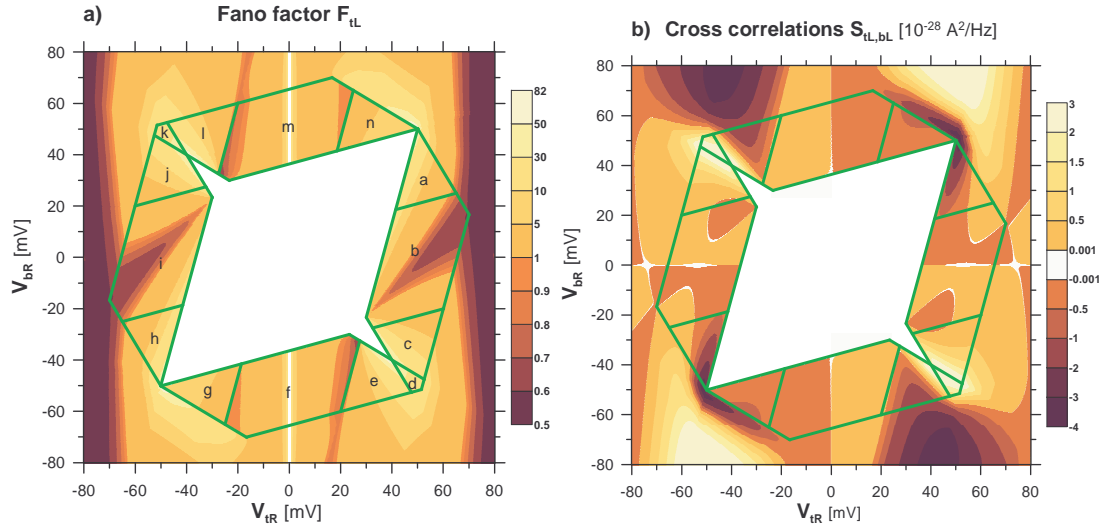 a)
Fano factor F_tL
80
60
40
20
0
-20
-40
-60
-80
V_bR [mV]
k
l
m
n
j
a
i
b
h
c
g
f
e
d
-80
-60
-40
-20
0
20
40
60
80
V_tR [mV]
82
50
30
10
5
1
0.9
0.8
0.7
0.6
0.5
b) Cross correlations S_tL,bL [10^-28 A^2/Hz]
80
60
40
20
0
-20
-40
-60
-80
V_bR [mV]
-80
-60
-40
-20
0
20
40
60
80
V_tR [mV]
3
2
1.5
1
0.5
0.001
-0.001
-0.5
-1
-1.5
-2
-3
-4